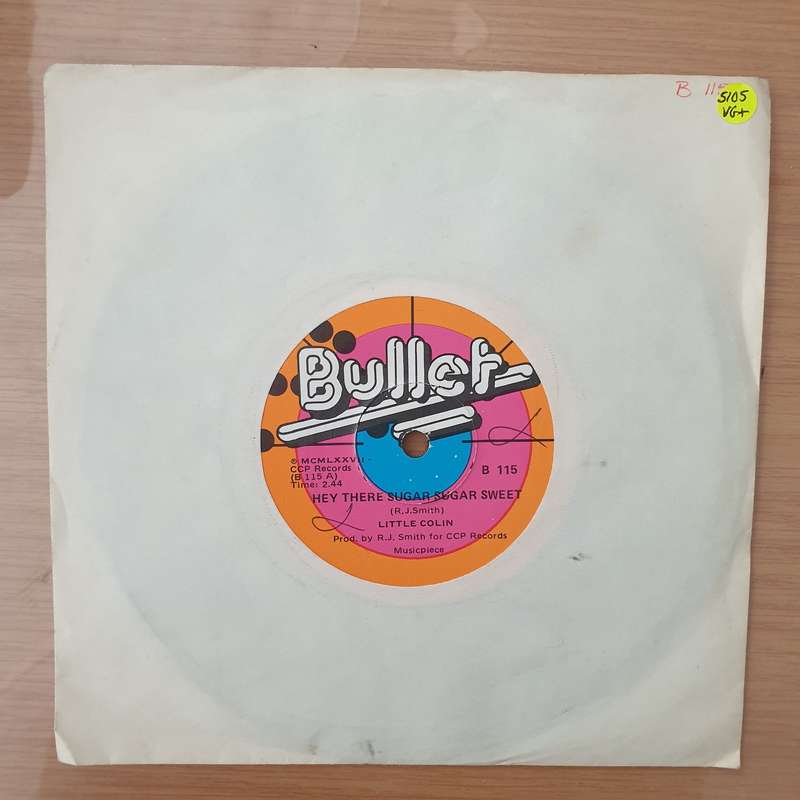 B 115
5105
VG+
Bullet
℗ MCMLXXVII
CCP Records
(B 115 A)
Time: 2.44
B 115
HEY THERE SUGAR SUGAR SWEET
(R.J.Smith)
LITTLE COLIN
Prod. by R.J. Smith for CCP Records
Musicpiece